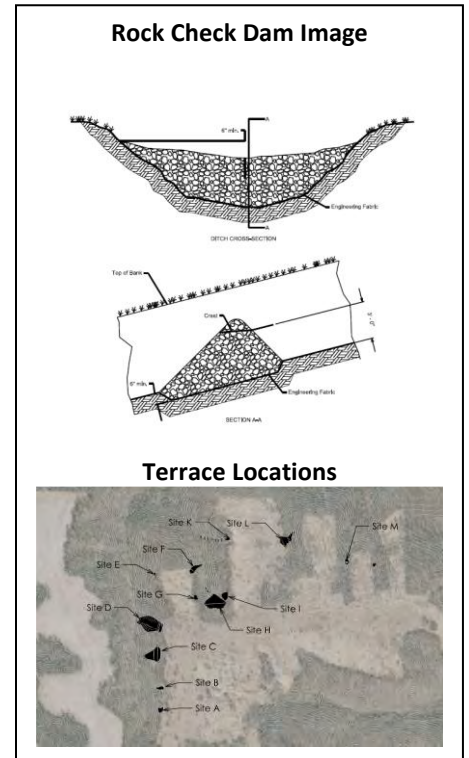 Rock Check Dam Image
A
6" min.
Engineering Fabric
A
DITCH CROSS-SECTION
Top of Bank
Crest
6" min.
Engineering Fabric
SECTION A-A
Terrace Locations
Site K
Site L
Site M
Site F
Site E
Site G
Site I
Site D
Site H
Site C
Site B
Site A